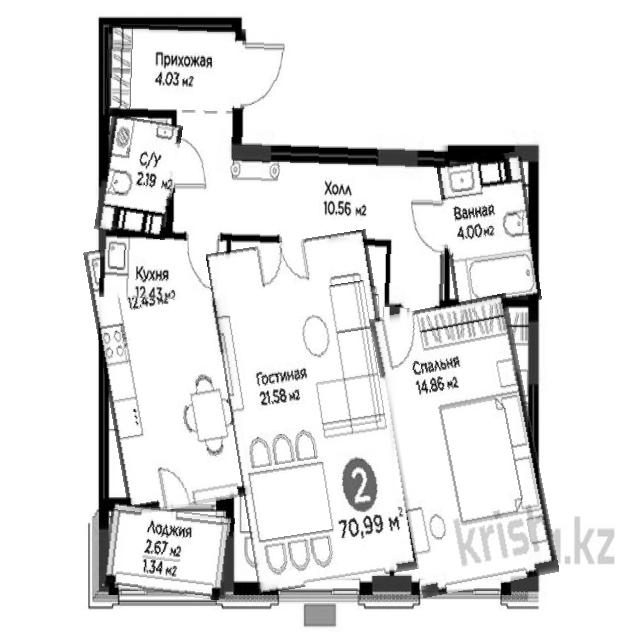 Прихожая
4.03 м2
С/У
2.19 м2
Холл
10.56 м2
Ванная
4.00 м2
Кухня
12.43 м2
12.43 м2
Гостиная
21.58 м2
Спальня
14.86 м2
2
70,99 м2
Лоджия
2.67 м2
1.34 м2
krisha.kz